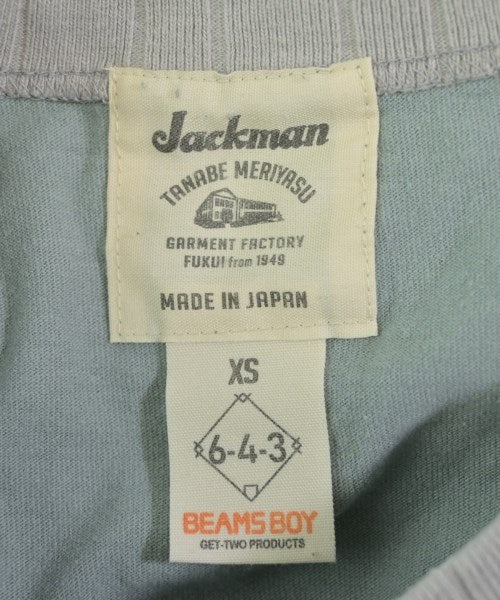 Jackman
TANABE MERIYASU
GARMENT FACTORY
FUKUI from 1949
MADE IN JAPAN
XS
6-4-3
BEAMS BOY
GET-TWO PRODUCTS